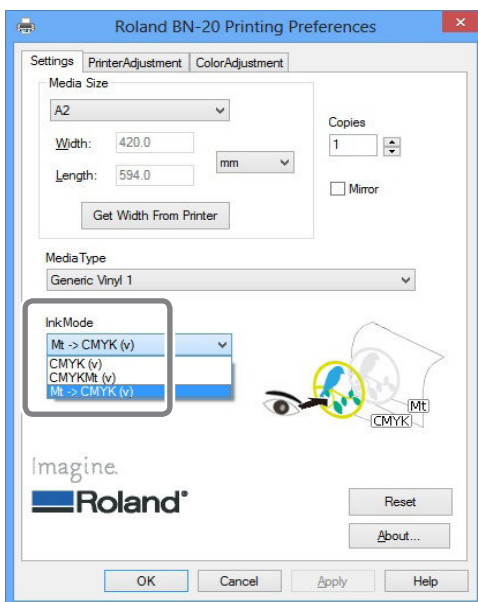 Roland BN-20 Printing Preferences
Settings PrinterAdjustment ColorAdjustment
Media Size
A2
Width: 420.0
mm
Length: 594.0
Get Width From Printer
Copies
1
Mirror
MediaType
Generic Vinyl 1
InkMode
Mt -> CMYK (v)
CMYK (v)
CMYKMt (v)
Mt -> CMYK (v)
Mt
CMYK
Imagine.
Roland®
Reset
About...
OK Cancel Apply Help